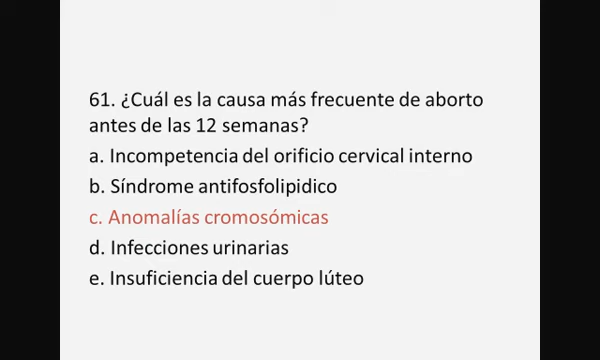 61. ¿Cuál es la causa más frecuente de aborto
antes de las 12 semanas?
a. Incompetencia del orificio cervical interno
b. Síndrome antifosfolipidico
c. Anomalías cromosómicas
d. Infecciones urinarias
e. Insuficiencia del cuerpo lúteo